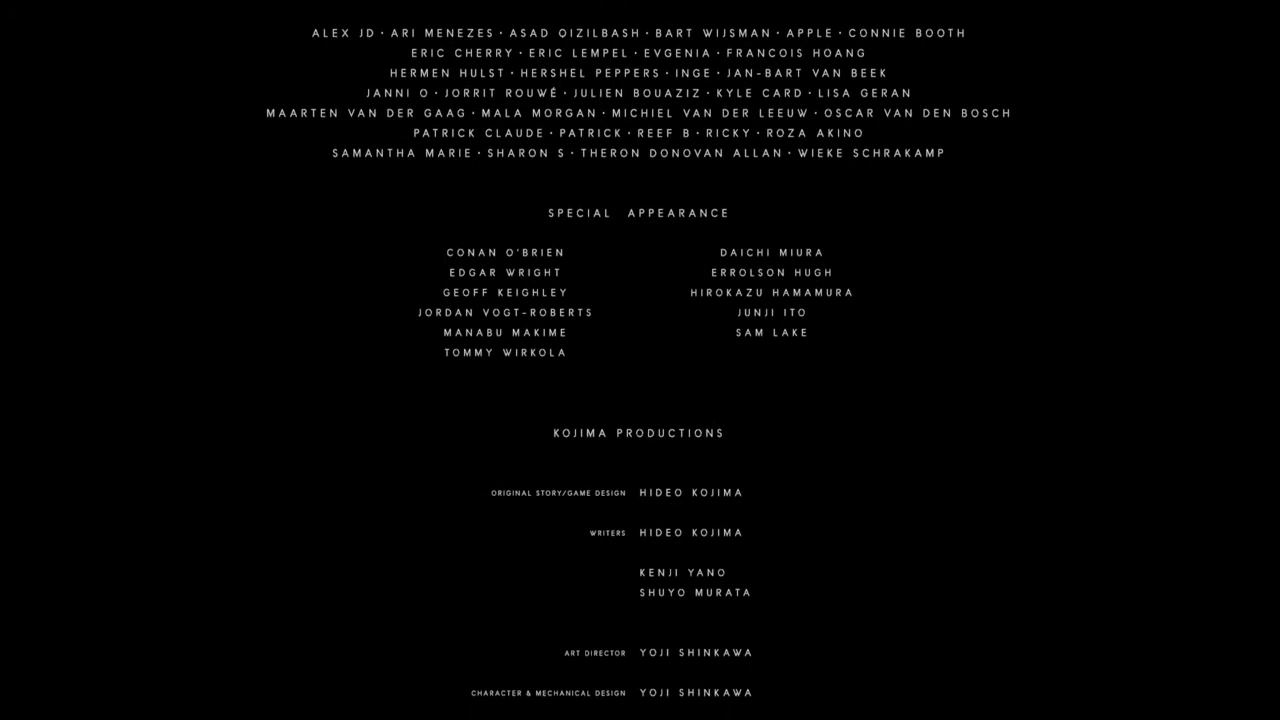 ALEX JD · ARI MENEZES · ASAD QIZILBASH · BART WIJSMAN · APPLE · CONNIE BOOTH
ERIC CHERRY · ERIC LEMPEL · EVGENIA · FRANCOIS HOANG
HERMEN HULST · HERSHEL PEPPERS · INGE · JAN-BART VAN BEEK
JANNI O · JORRIT ROUWÉ · JULIEN BOUAZIZ · KYLE CARD · LISA GERAN
MAARTEN VAN DER GAAG · MALA MORGAN · MICHIEL VAN DER LEEUW · OSCAR VAN DEN BOSCH
PATRICK CLAUDE · PATRICK · REEF B · RICKY · ROZA AKINO
SAMANTHA MARIE · SHARON S · THERON DONOVAN ALLAN · WIEKE SCHRAKAMP
SPECIAL APPEARANCE
CONAN O'BRIEN
EDGAR WRIGHT
GEOFF KEIGHLEY
JORDAN VOGT-ROBERTS
MANABU MAKIME
TOMMY WIRKOLA
DAICHI MIURA
ERROLSON HUGH
HIROKAZU HAMAMURA
JUNJI ITO
SAM LAKE
KOJIMA PRODUCTIONS
ORIGINAL STORY/GAME DESIGN HIDEO KOJIMA
WRITERS HIDEO KOJIMA
KENJI YANO
SHUYO MURATA
ART DIRECTOR YOJI SHINKAWA
CHARACTER & MECHANICAL DESIGN YOJI SHINKAWA